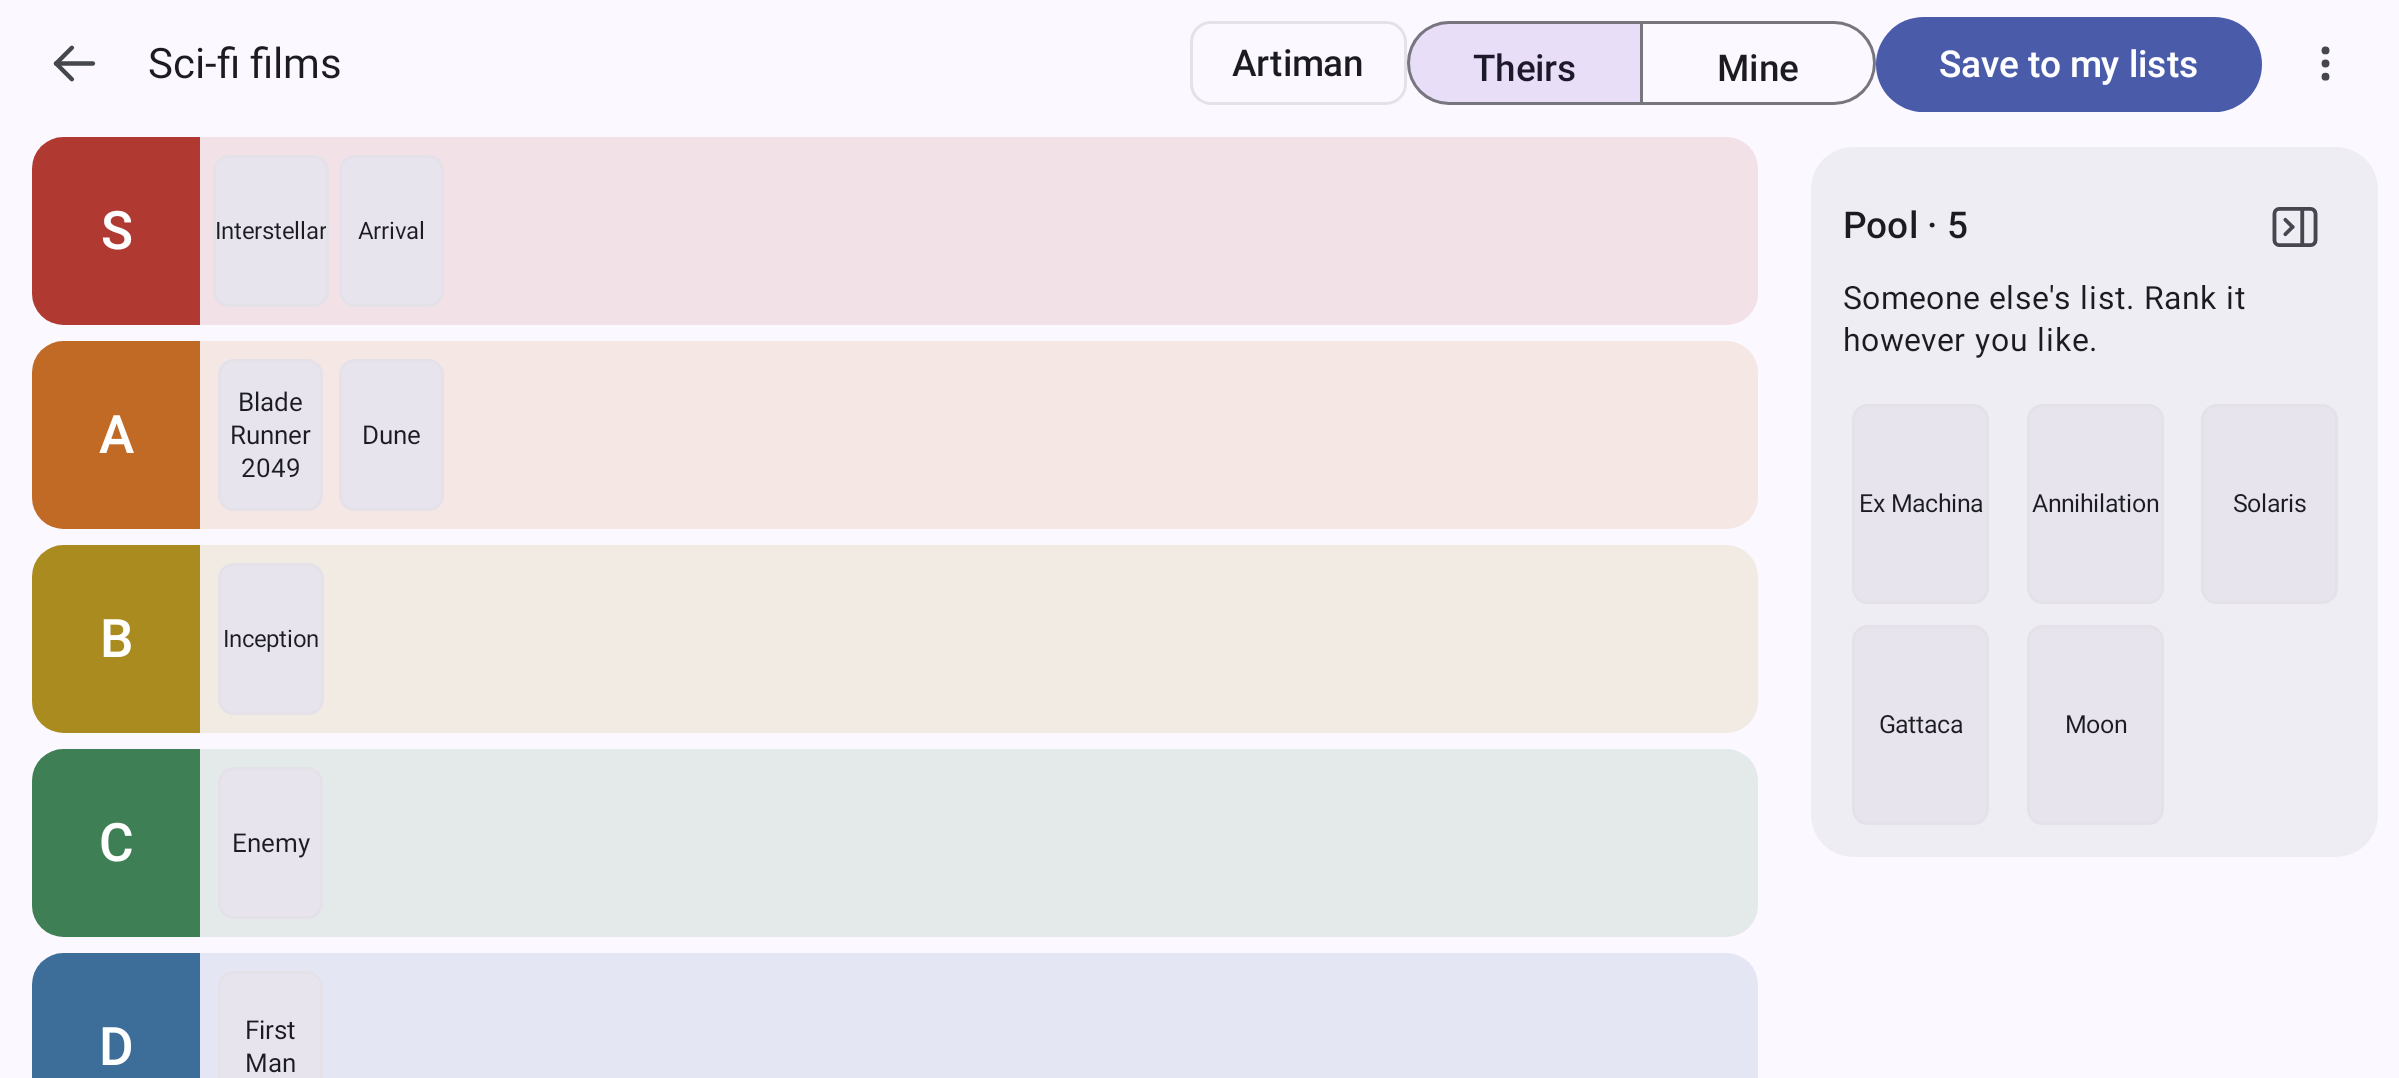 Sci-fi films
Artiman
Theirs
Mine
Save to my lists
S
Interstellar
Arrival
A
Blade
Runner
2049
Dune
B
Inception
C
Enemy
D
First
Man
Pool · 5
Someone else's list. Rank it
however you like.
Ex Machina
Annihilation
Solaris
Gattaca
Moon